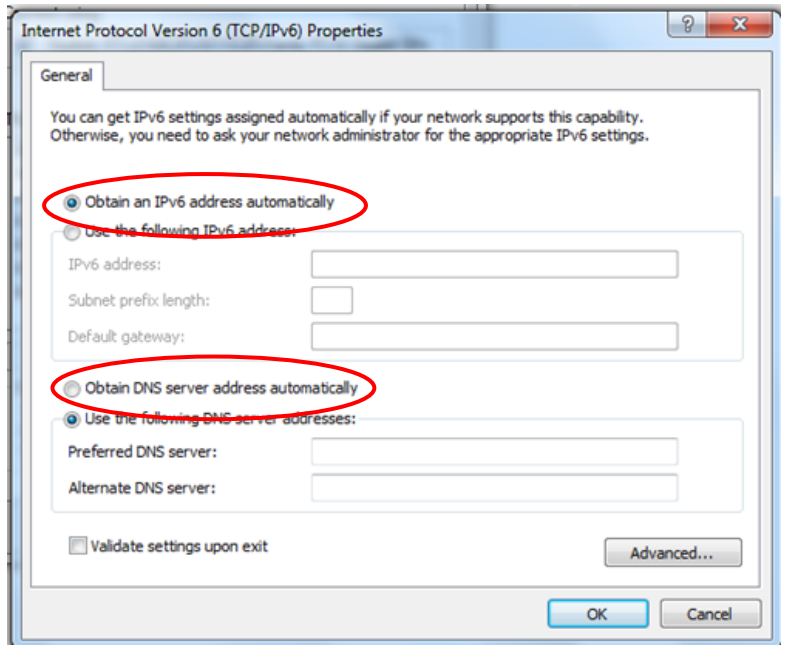 Internet Protocol Version 6 (TCP/IPv6) Properties
General
You can get IPv6 settings assigned automatically if your network supports this capability.
Otherwise, you need to ask your network administrator for the appropriate IPv6 settings.
Obtain an IPv6 address automatically
Use the following IPv6 address:
IPv6 address:
Subnet prefix length:
Default gateway:
Obtain DNS server address automatically
Use the following DNS server addresses:
Preferred DNS server:
Alternate DNS server:
Validate settings upon exit
Advanced...
OK Cancel